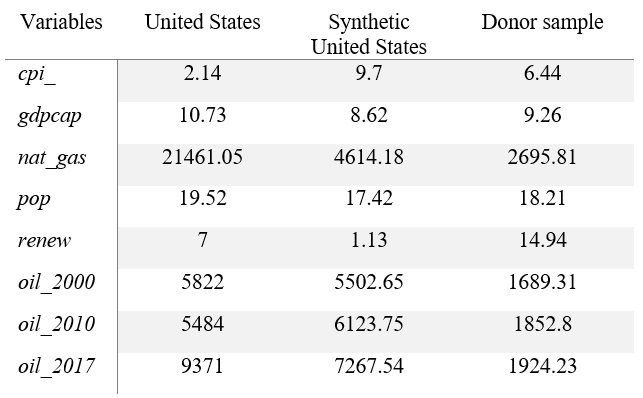 Variables United States Synthetic United States Donor sample
cpi_ 2.14 9.7 6.44
gdpcap 10.73 8.62 9.26
nat_gas 21461.05 4614.18 2695.81
pop 19.52 17.42 18.21
renew 7 1.13 14.94
oil_2000 5822 5502.65 1689.31
oil_2010 5484 6123.75 1852.8
oil_2017 9371 7267.54 1924.23